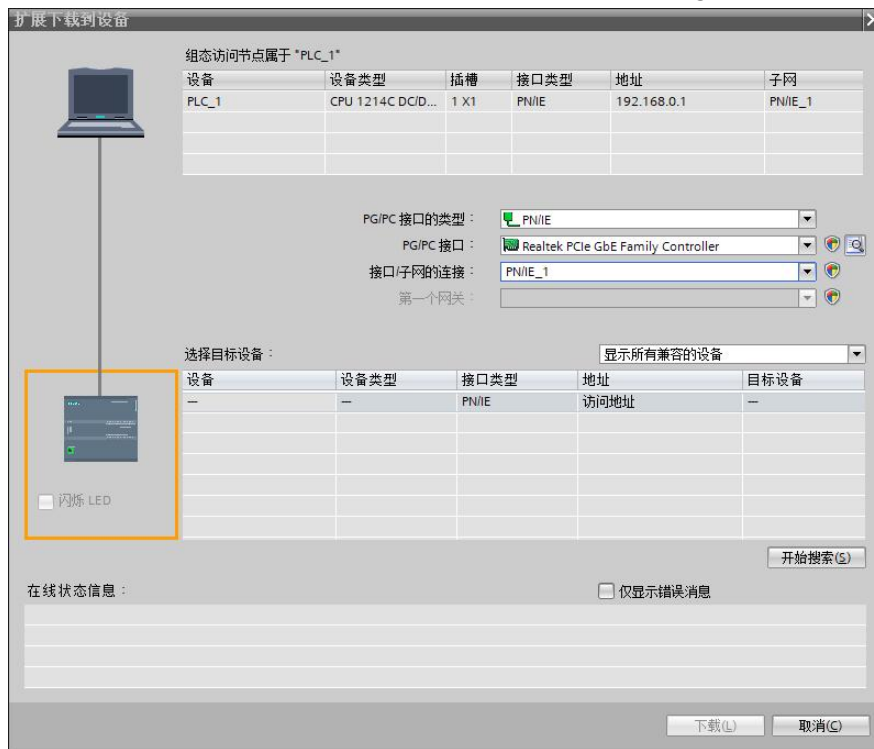 扩展下载到设备
组态访问节点属于 "PLC_1"
设备 设备类型 插槽 接口类型 地址 子网
PLC_1 CPU 1214C DC/D... 1 X1 PN/IE 192.168.0.1 PN/IE_1
PG/PC 接口的类型： PN/IE
PG/PC 接口： Realtek PCIe GbE Family Controller
接口/子网的连接： PN/IE_1
第一个网关：
选择目标设备： 显示所有兼容的设备
设备 设备类型 接口类型 地址 目标设备
— — PN/IE 访问地址 —
闪烁 LED
开始搜索(S)
在线状态信息： 仅显示错误消息
下载(L) 取消(C)